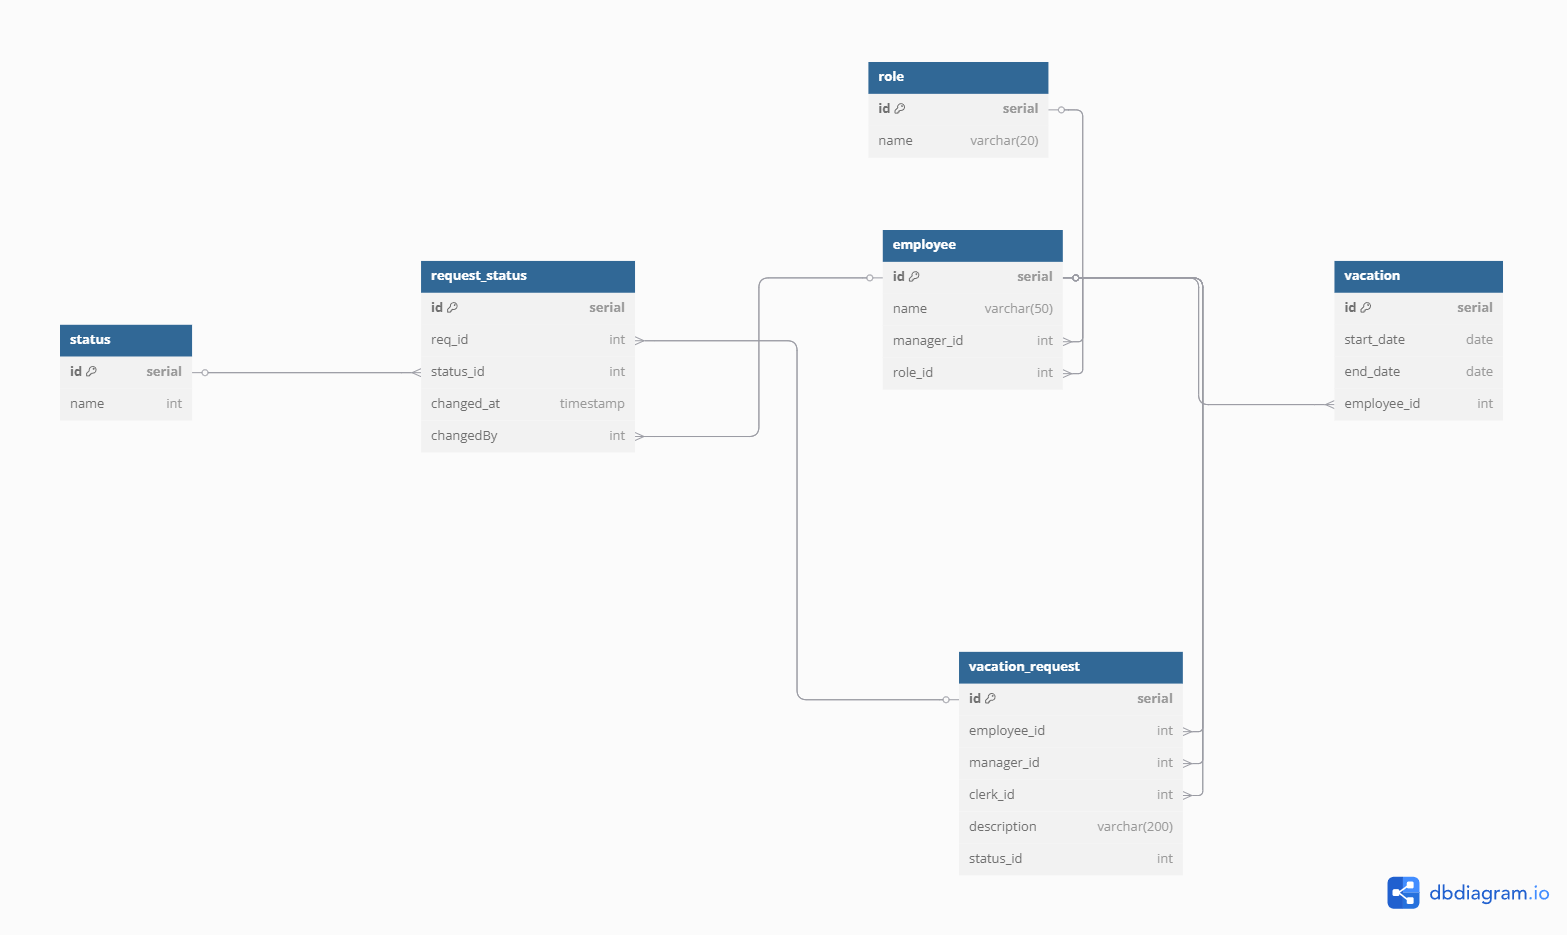 role
id serial
name varchar(20)
employee
id serial
name varchar(50)
manager_id int
role_id int
request_status
id serial
req_id int
status_id int
changed_at timestamp
changedBy int
status
id serial
name int
vacation
id serial
start_date date
end_date date
employee_id int
vacation_request
id serial
employee_id int
manager_id int
clerk_id int
description varchar(200)
status_id int
dbdiagram.io